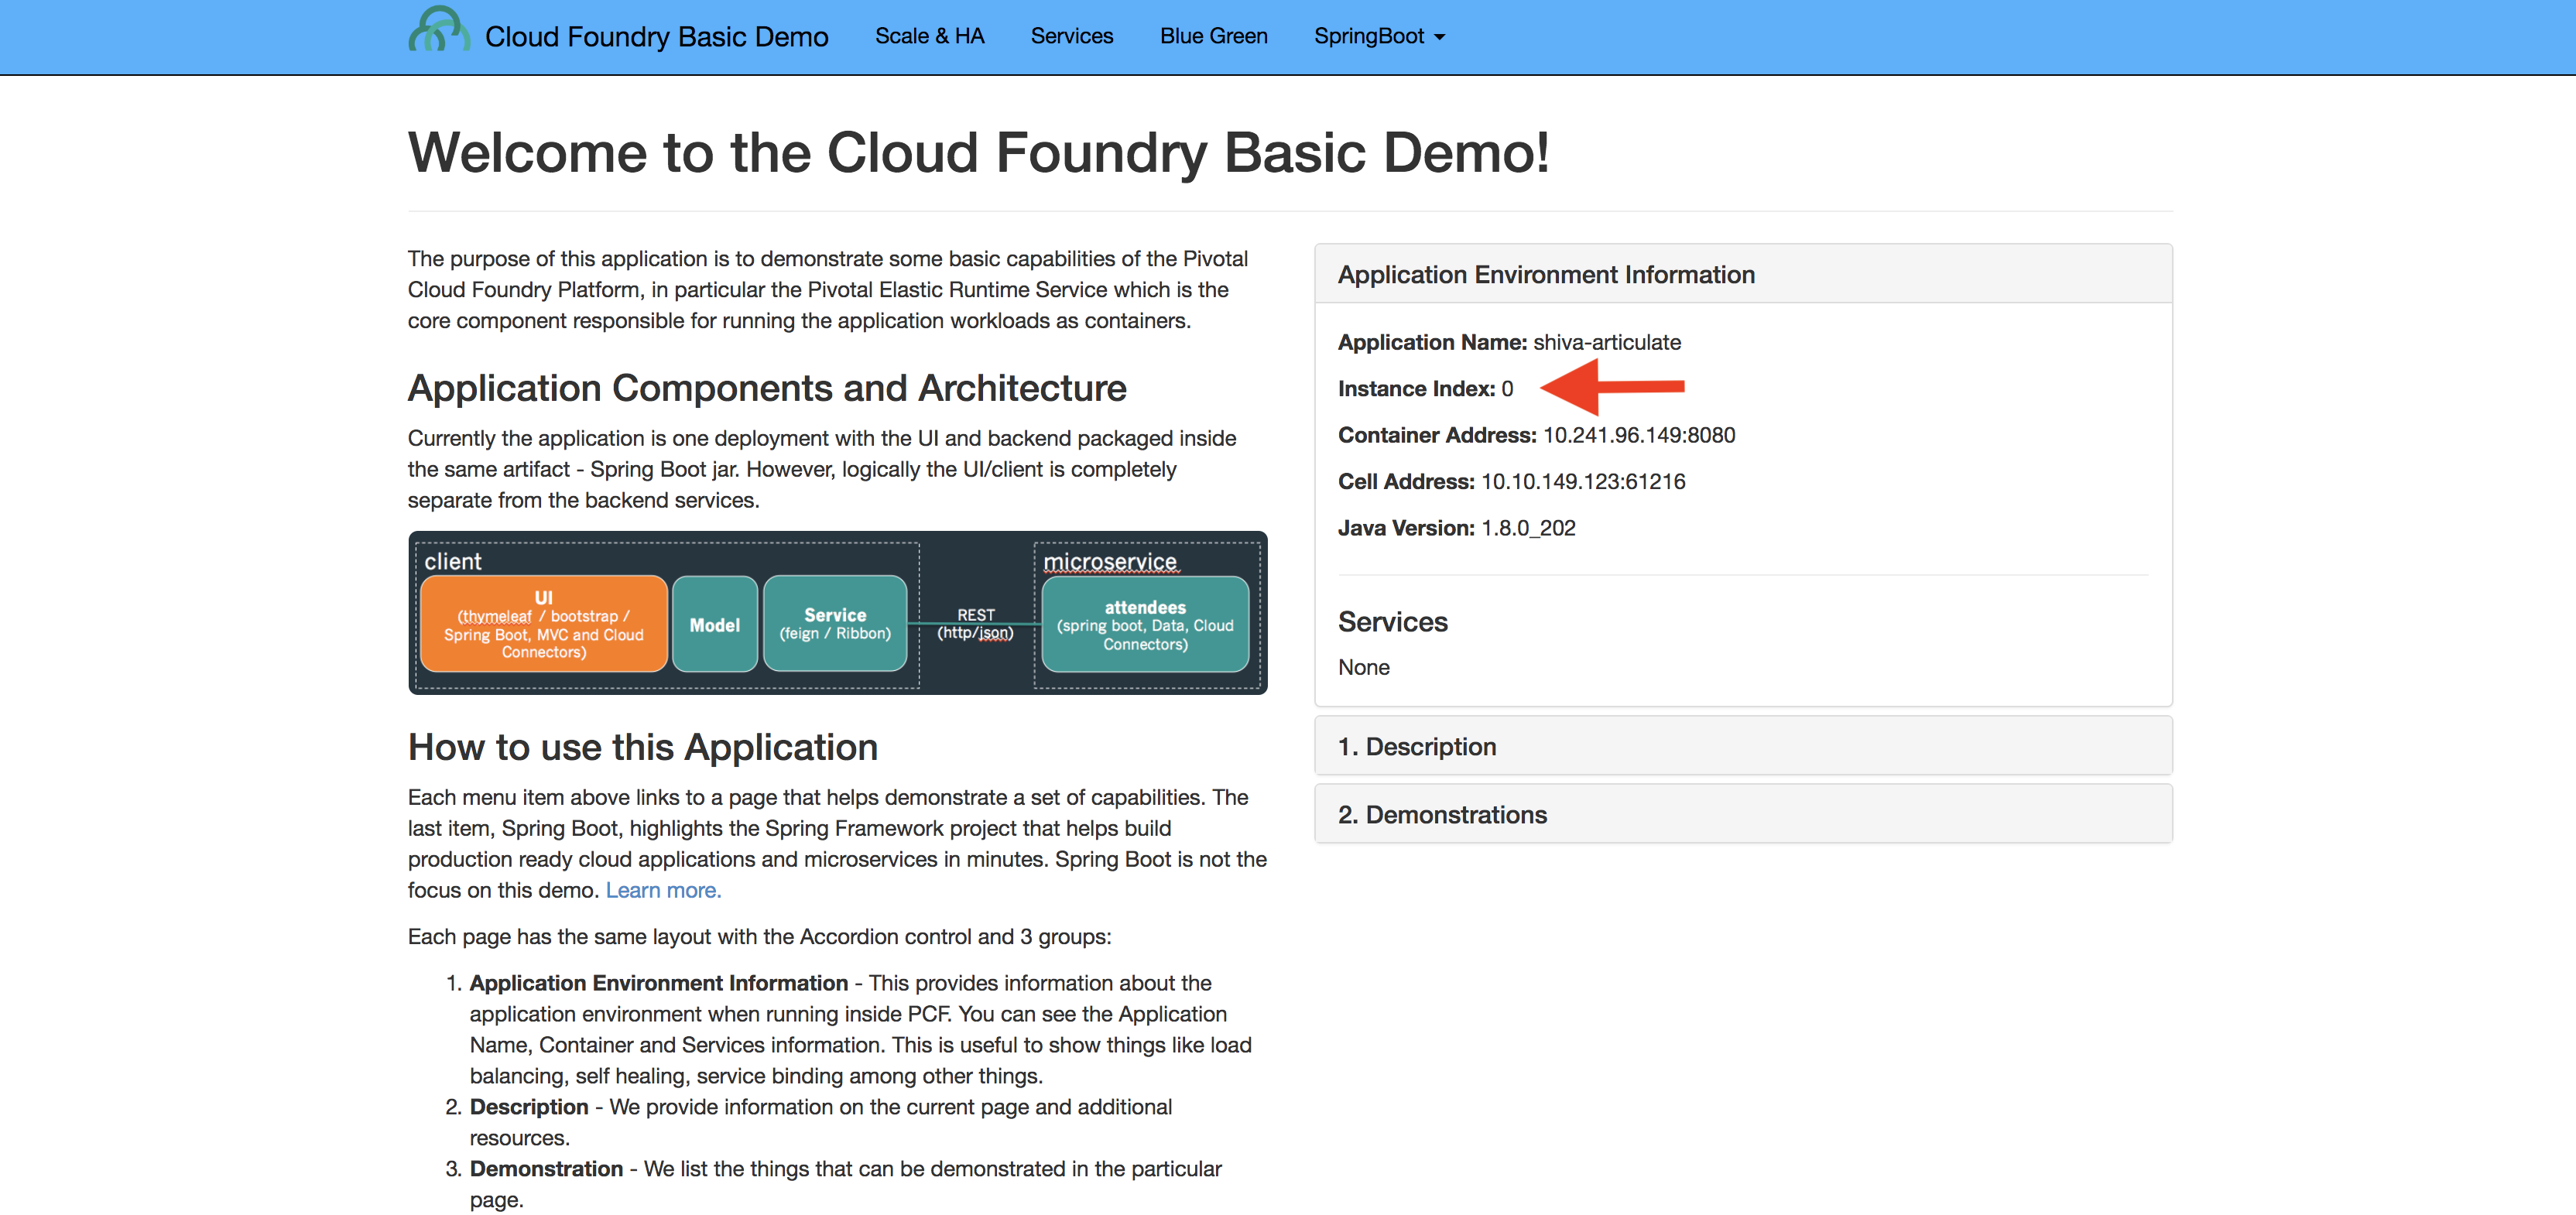 Cloud Foundry Basic Demo
Scale & HA
Services
Blue Green
SpringBoot
Welcome to the Cloud Foundry Basic Demo!
The purpose of this application is to demonstrate some basic capabilities of the Pivotal
Cloud Foundry Platform, in particular the Pivotal Elastic Runtime Service which is the
core component responsible for running the application workloads as containers.
Application Components and Architecture
Currently the application is one deployment with the UI and backend packaged inside
the same artifact - Spring Boot jar. However, logically the UI/client is completely
separate from the backend services.
client
UI
(thymeleaf / bootstrap /
Spring Boot, MVC and Cloud
Connectors)
Model
Service
(feign / Ribbon)
REST
(http/json)
microservice
attendees
(spring boot, Data, Cloud
Connectors)
How to use this Application
Each menu item above links to a page that helps demonstrate a set of capabilities. The
last item, Spring Boot, highlights the Spring Framework project that helps build
production ready cloud applications and microservices in minutes. Spring Boot is not the
focus on this demo. Learn more.
Each page has the same layout with the Accordion control and 3 groups:
1. Application Environment Information - This provides information about the
application environment when running inside PCF. You can see the Application
Name, Container and Services information. This is useful to show things like load
balancing, self healing, service binding among other things.
2. Description - We provide information on the current page and additional
resources.
3. Demonstration - We list the things that can be demonstrated in the particular
page.
Application Environment Information
Application Name: shiva-articulate
Instance Index: 0
Container Address: 10.241.96.149:8080
Cell Address: 10.10.149.123:61216
Java Version: 1.8.0_202
Services
None
1. Description
2. Demonstrations